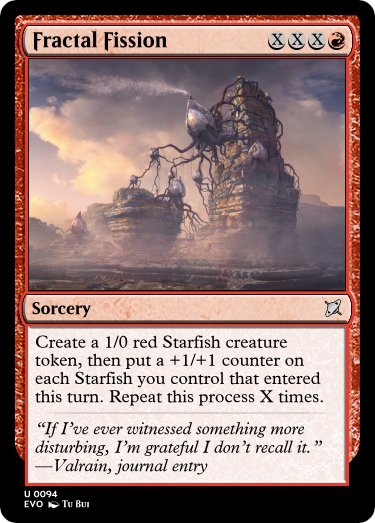 Fractal Fission XXXR
Sorcery
Create a 1/0 red Starfish creature
token, then put a +1/+1 counter on
each Starfish you control that entered
this turn. Repeat this process X times.
“If I’ve ever witnessed something more
disturbing, I’m grateful I don’t recall it.”
—Valrain, journal entry
U 0094
EVO Tu Bui